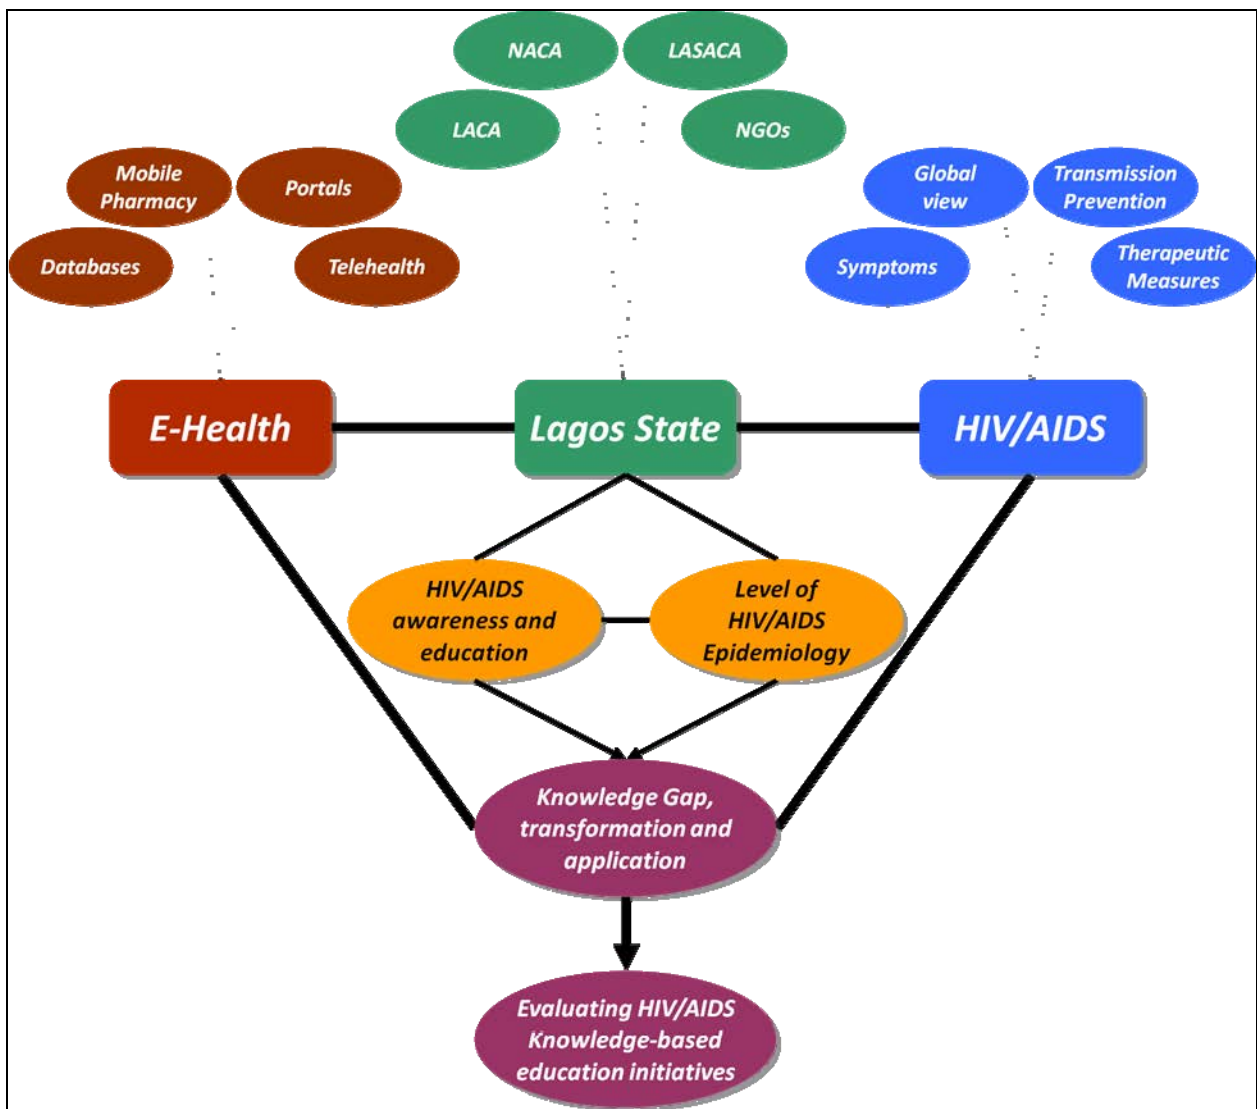 NACA
LASACA
LACA
NGOs
Mobile
Pharmacy
Portals
Databases
Telehealth
Global
view
Transmission
Prevention
Symptoms
Therapeutic
Measures
E-Health
Lagos State
HIV/AIDS
HIV/AIDS
awareness and
education
Level of
HIV/AIDS
Epidemiology
Knowledge Gap,
transformation and
application
Evaluating HIV/AIDS
Knowledge-based
education initiatives